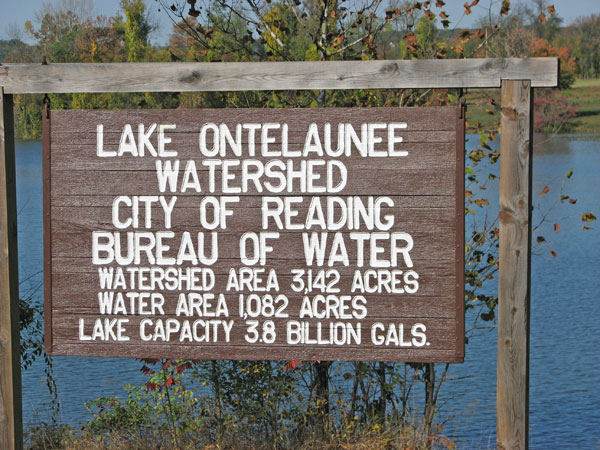 LAKE ONTELAUNEE
WATERSHED
CITY OF READING
BUREAU OF WATER
WATERSHED AREA 3,142 ACRES
WATER AREA 1,082 ACRES
LAKE CAPACITY 3.8 BILLION GALS.